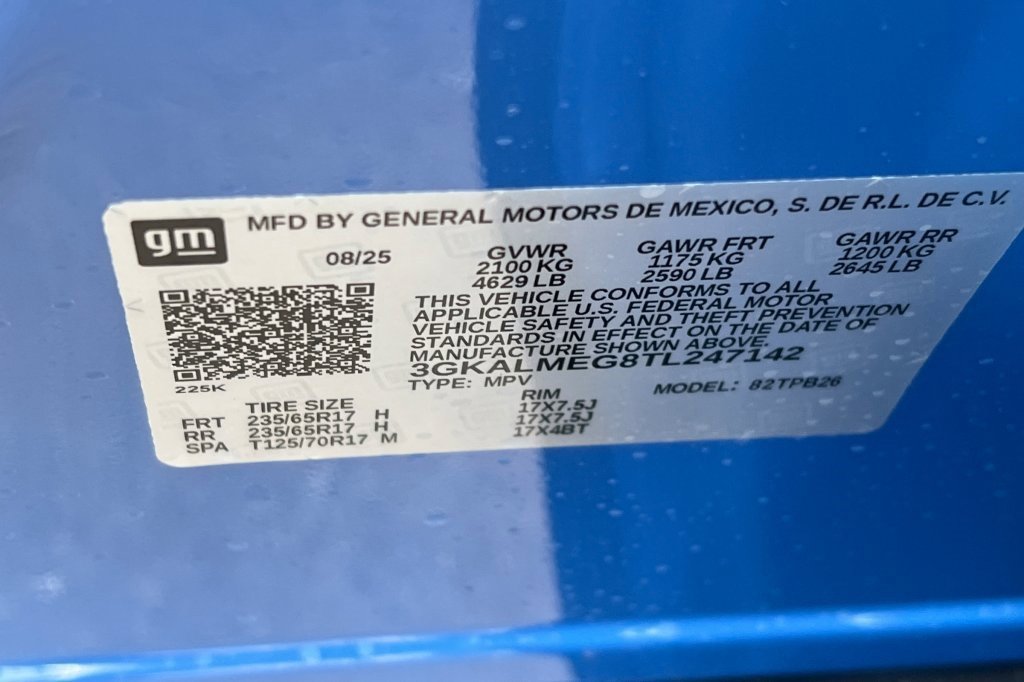 gm
MFD BY GENERAL MOTORS DE MEXICO, S. DE R.L. DE C.V.
08/25
GVWR
2100 KG
4629 LB
GAWR FRT
1175 KG
2590 LB
GAWR RR
1200 KG
2645 LB
THIS VEHICLE CONFORMS TO ALL
APPLICABLE U.S. FEDERAL MOTOR
VEHICLE SAFETY AND THEFT PREVENTION
STANDARDS IN EFFECT ON THE DATE OF
MANUFACTURE SHOWN ABOVE.
3GKALMEG8TL247142
225K
TYPE: MPV
MODEL: 82TPB26
TIRE SIZE RIM
FRT 235/65R17 H 17X7.5J
RR 235/65R17 H 17X7.5J
SPA T125/70R17 M 17X4BT